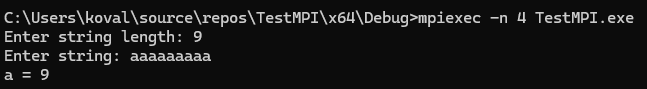 C:\Users\koval\source\repos\TestMPI\x64\Debug>mpiexec -n 4 TestMPI.exe
Enter string length: 9
Enter string: aaaaaaaaa
a = 9